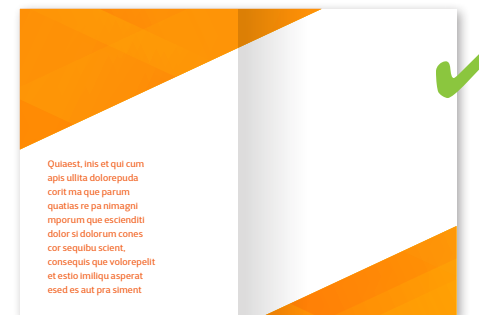 Quiaest, inis et qui cum
apis ullita dolorepuda
corit ma que parum
quatias re pa nimagni
mporum que escienditi
dolor si dolorum cones
cor sequibu scient,
consequis que volorepelit
et estio imiliqu asperat
esed es aut pra siment